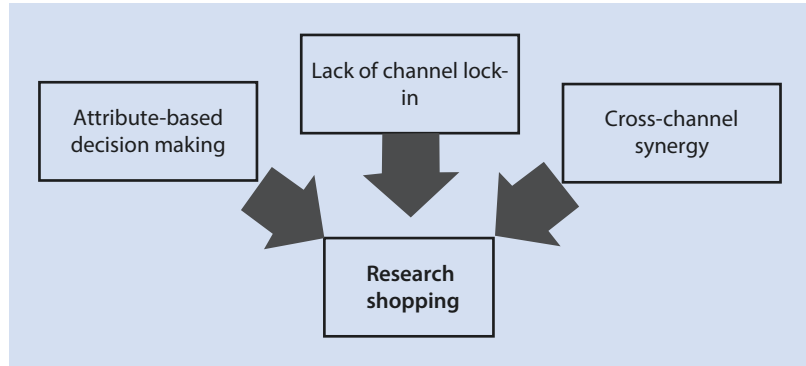 Lack of channel lock-
in
Attribute-based
decision making
Cross-channel
synergy
Research
shopping